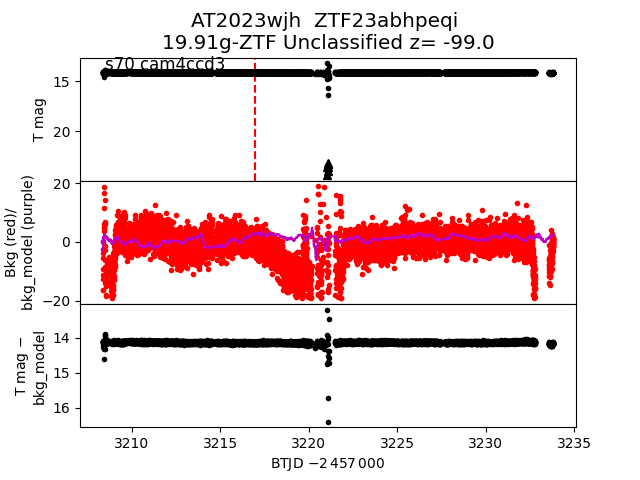 AT2023wjh  ZTF23abhpeqi
19.91g-ZTF Unclassified z= -99.0
s70 cam4ccd3
T mag
15
20
Bkg (red)/
bkg_model (purple)
20
0
−20
T mag −
bkg_model
14
15
16
3210
3215
3220
3225
3230
3235
BTJD −2 457 000